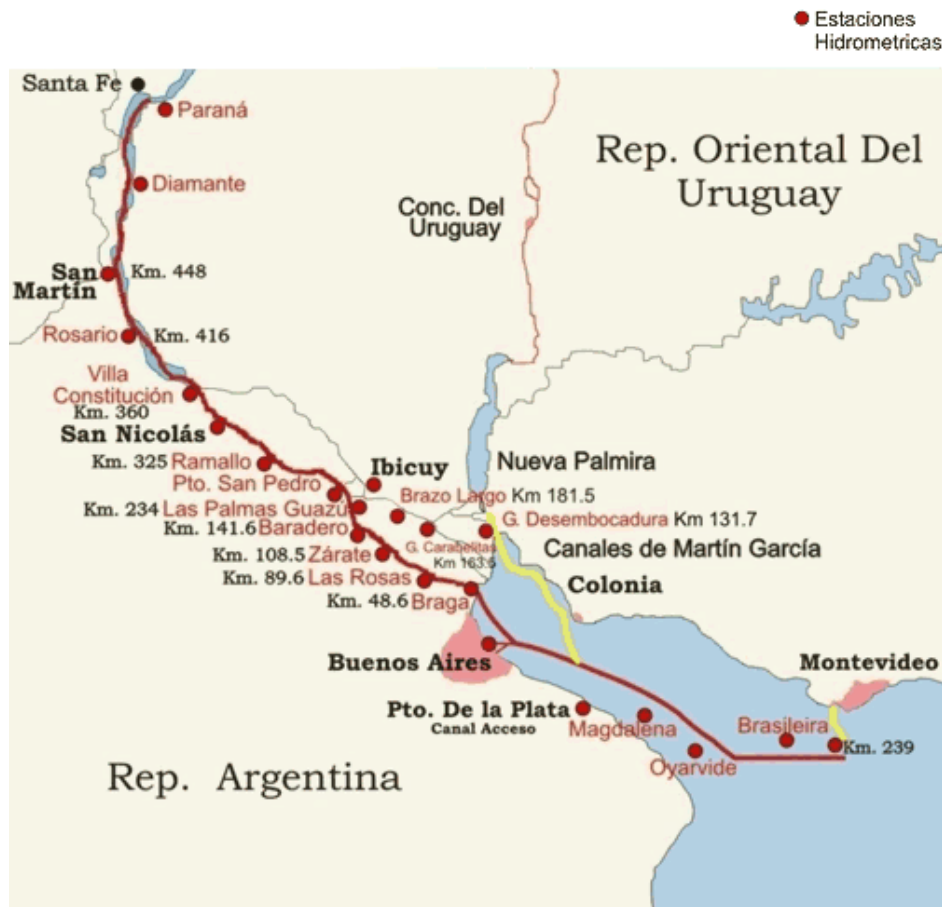 Estaciones
Hidrometricas
Santa Fe
Paraná
Rep. Oriental Del
Uruguay
Diamante
Conc. Del
Uruguay
San
Martín
Km. 448
Rosario
Km. 416
Villa
Constitución
Km. 360
San Nicolás
Km. 325 Ramallo
Ibicuy
Nueva Palmira
Pto. San Pedro
Brazo Largo Km 181.5
Km. 234 Las Palmas Guazú
G. Desembocadura Km 131.7
Km. 141.6 Baradero
G. Carabelitas
Km 163.5
Canales de Martín García
Km. 108.5 Zárate
Km. 89.6 Las Rosas
Colonia
Km. 48.6 Braga
Buenos Aires
Montevideo
Pto. De la Plata
Canal Acceso
Magdalena
Brasileira
Km. 239
Oyarvide
Rep. Argentina